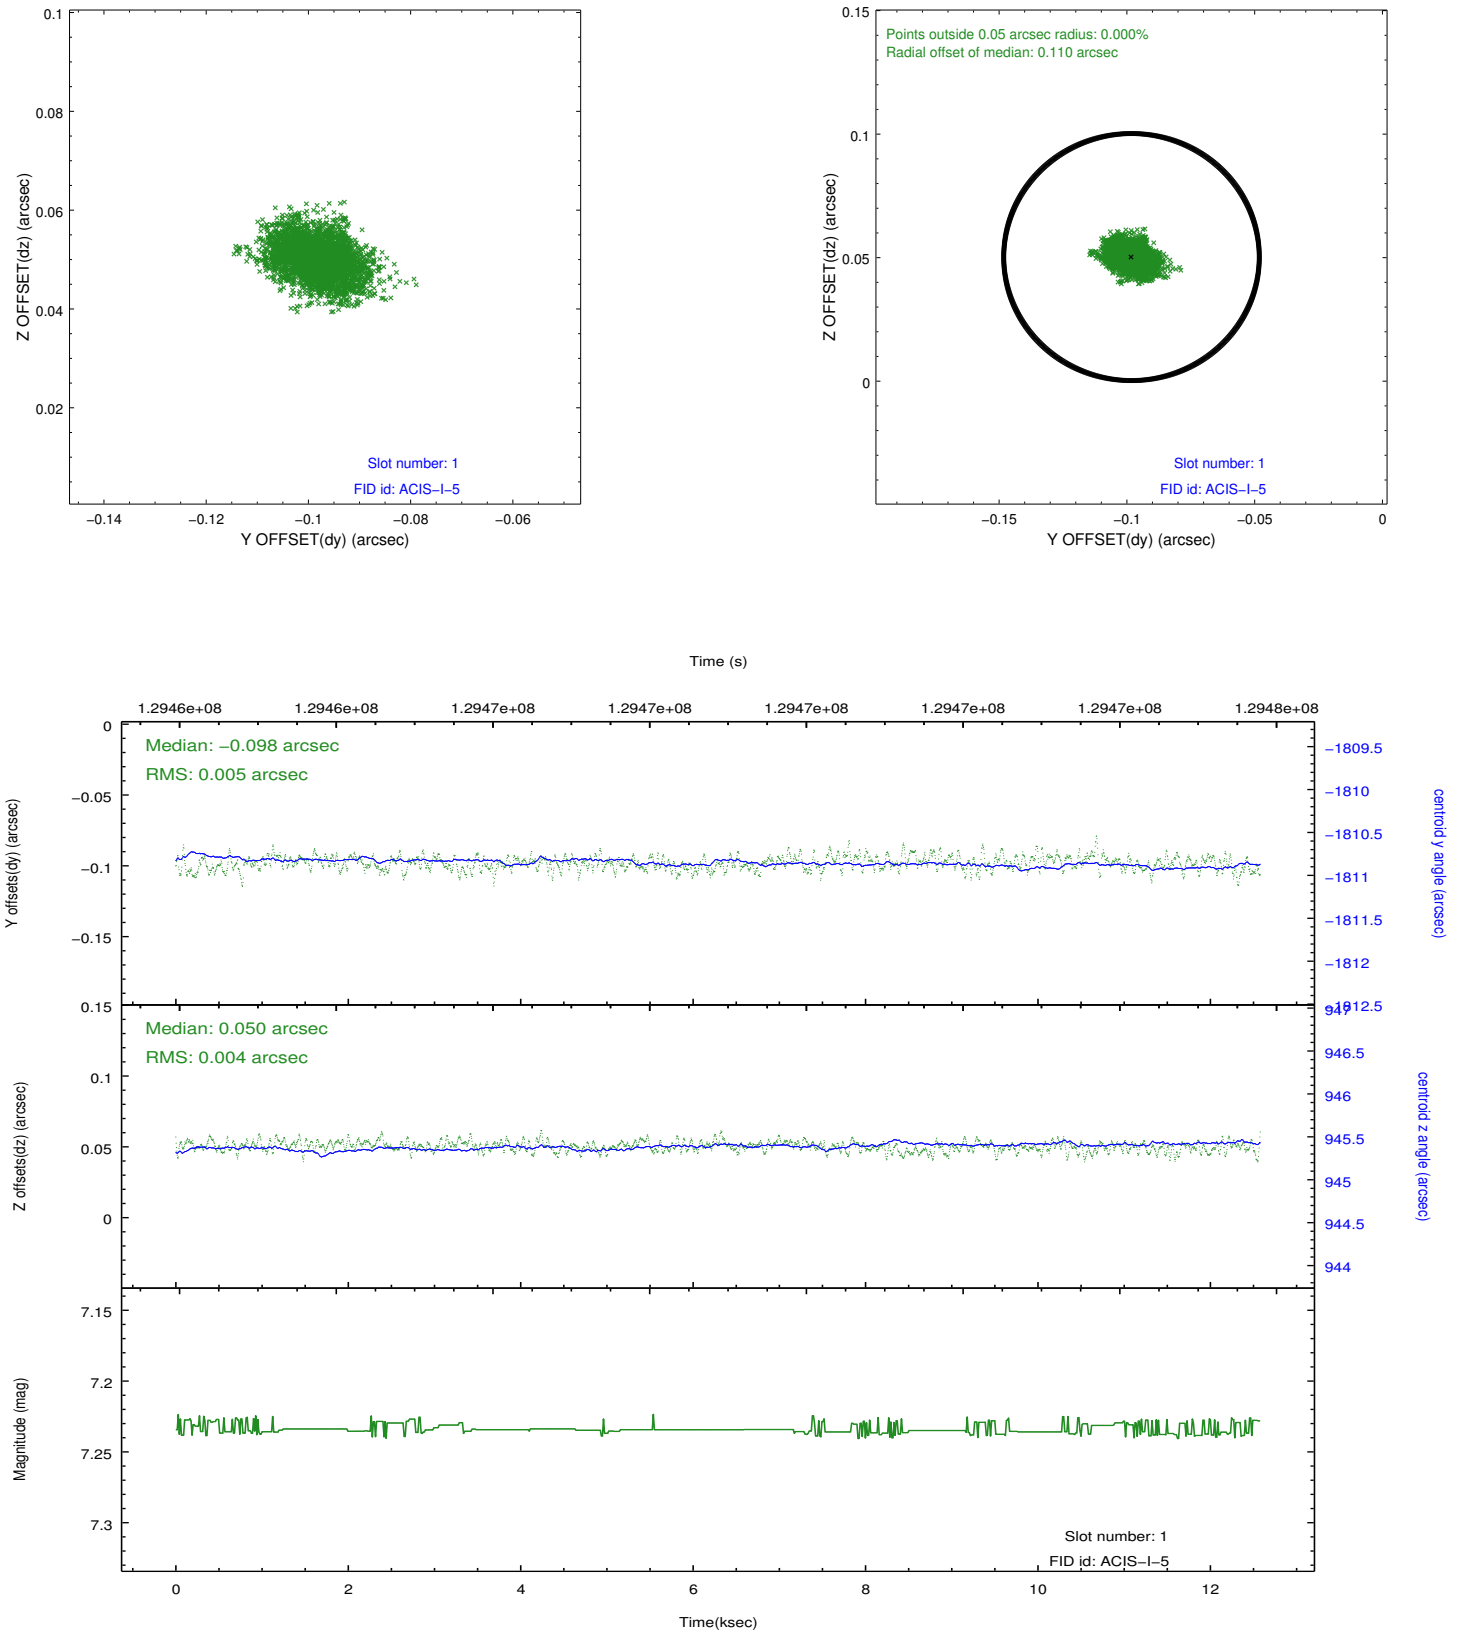 0.1
0.08
0.06
0.04
0.02
Z OFFSET(dz) (arcsec)
Slot number: 1
FID id: ACIS−I−5
−0.14 −0.12 −0.1 −0.08 −0.06
Y OFFSET(dy) (arcsec)
0.15
0.1
0.05
0
Z OFFSET(dz) (arcsec)
Points outside 0.05 arcsec radius: 0.000%
Radial offset of median: 0.110 arcsec
Slot number: 1
FID id: ACIS−I−5
−0.15 −0.1 −0.05 0
Y OFFSET(dy) (arcsec)
Time (s)
1.2946e+08 1.2946e+08 1.2947e+08 1.2947e+08 1.2947e+08 1.2947e+08 1.2947e+08 1.2948e+08
0
−0.05
−0.1
−0.15
Y offsets(dy) (arcsec)
Median: −0.098 arcsec
RMS: 0.005 arcsec
−1809.5
−1810
−1810.5
−1811
−1811.5
−1812
−1812.5
centroid y angle (arcsec)
0.15
0.1
0.05
0
Z offsets(dz) (arcsec)
Median: 0.050 arcsec
RMS: 0.004 arcsec
947
946.5
946
945.5
945
944.5
944
centroid z angle (arcsec)
7.15
7.2
7.25
7.3
Magnitude (mag)
Slot number: 1
FID id: ACIS−I−5
0 2 4 6 8 10 12
Time(ksec)